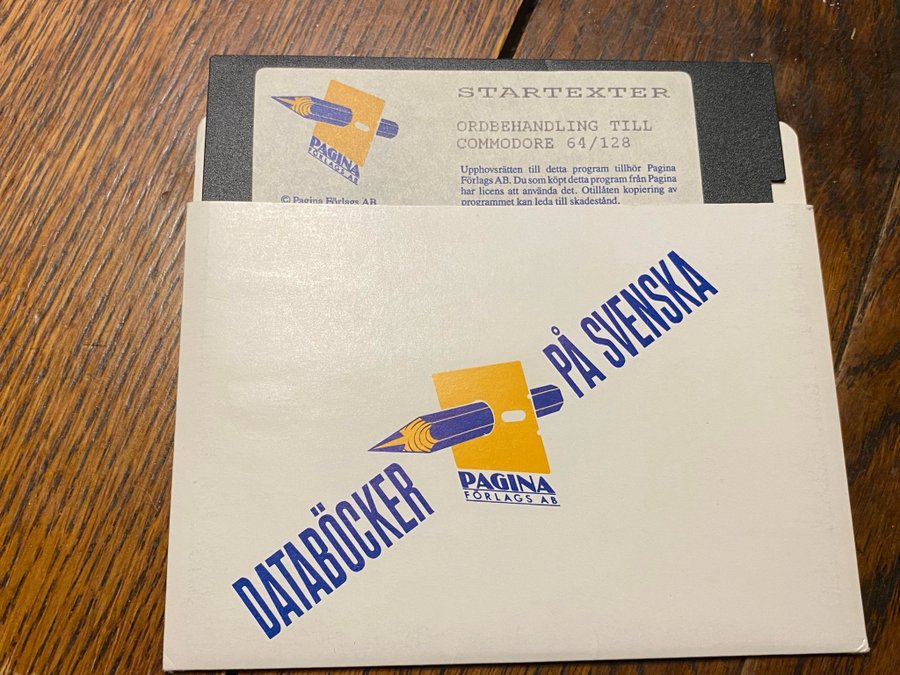 STARTEXTER
ORDBEHANDLING TILL
COMMODORE 64/128
PAGINA
FÖRLAGS AB
Upphovsrätten till detta program tillhör Pagina
Förlags AB. Du som köpt detta program från Pagina
har licens att använda det. Otillåten kopiering av
programmet kan leda till skadestånd.
© Pagina Förlags AB
DATABÖCKER
PÅ SVENSKA
PAGINA
FÖRLAGS AB